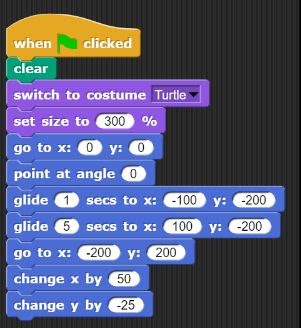 when clicked
clear
switch to costume Turtle
set size to 300 %
go to x: 0 y: 0
point at angle 0
glide 1 secs to x: -100 y: -200
glide 5 secs to x: 100 y: -200
go to x: -200 y: 200
change x by 50
change y by -25